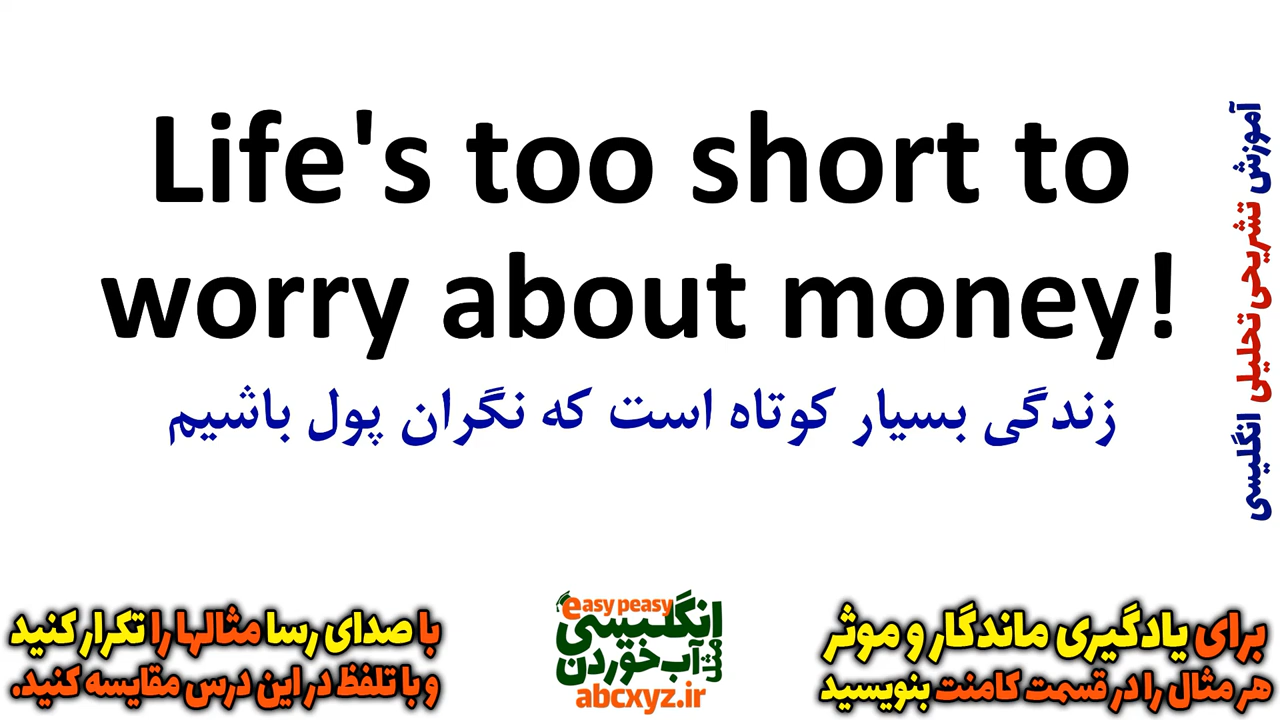 Life's too short to
worry about money!
زندگی بسیار کوتاه است که نگران پول باشیم
آموزش تشریحی تحلیلی انگلیسی
برای یادگیری ماندگار و موثر
هر مثال را در قسمت کامنت بنویسید
easy peasy
انگلیسی
مثل آب خوردن
abcxyz.ir
با صدای رسا مثالها را تکرار کنید
و با تلفظ در این درس مقایسه کنید.